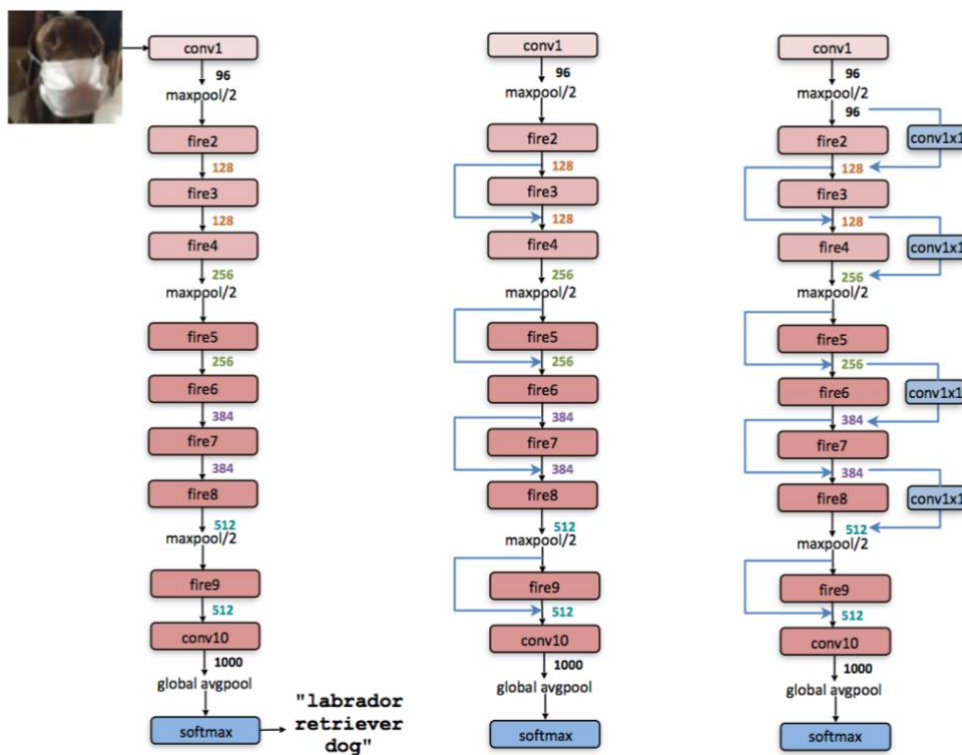 conv1
96
maxpool/2
fire2
128
fire3
128
fire4
256
maxpool/2
fire5
256
fire6
384
fire7
384
fire8
512
maxpool/2
fire9
512
conv10
1000
global avgpool
softmax
"labrador
retriever
dog"
conv1
96
maxpool/2
fire2
128
fire3
128
fire4
256
maxpool/2
fire5
256
fire6
384
fire7
384
fire8
512
maxpool/2
fire9
512
conv10
1000
global avgpool
softmax
conv1
96
maxpool/2
96
conv1x1
fire2
128
fire3
128
conv1x1
fire4
256
maxpool/2
fire5
256
conv1x1
fire6
384
fire7
384
conv1x1
fire8
512
maxpool/2
fire9
512
conv10
1000
global avgpool
softmax